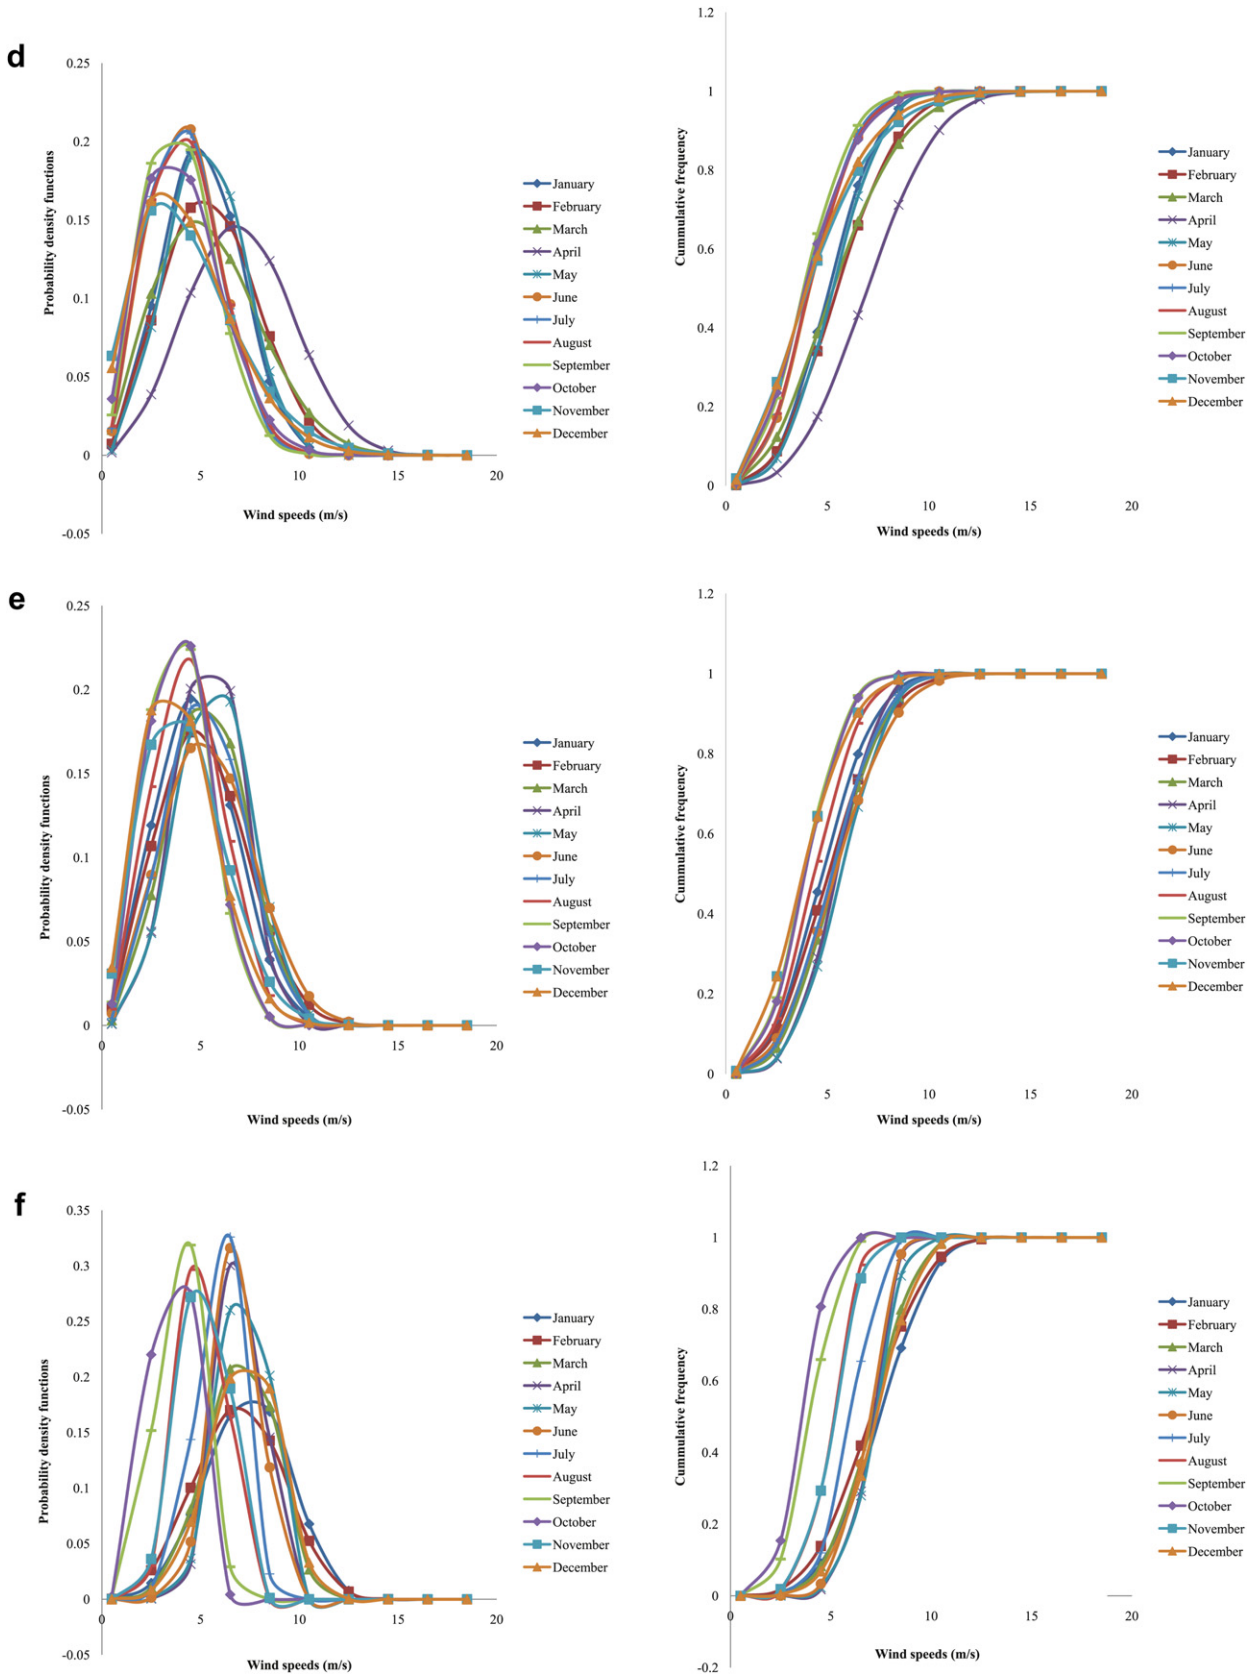 d
0.25
0.2
0.15
0.1
0.05
0
-0.05
0
5
10
15
20
Probability density functions
Wind speeds (m/s)
January
February
March
April
May
June
July
August
September
October
November
December
1.2
1
0.8
0.6
0.4
0.2
0
0
5
10
15
20
Cummulative frequency
Wind speeds (m/s)
January
February
March
April
May
June
July
August
September
October
November
December
e
0.25
0.2
0.15
0.1
0.05
0
-0.05
0
5
10
15
20
Probability density functions
Wind speeds (m/s)
January
February
March
April
May
June
July
August
September
October
November
December
1.2
1
0.8
0.6
0.4
0.2
0
0
5
10
15
20
Cummulative frequency
Wind speeds (m/s)
January
February
March
April
May
June
July
August
September
October
November
December
f
0.35
0.3
0.25
0.2
0.15
0.1
0.05
0
-0.05
0
5
10
15
20
Probability density functions
Wind speeds (m/s)
January
February
March
April
May
June
July
August
September
October
November
December
1.2
1
0.8
0.6
0.4
0.2
0
-0.2
0
5
10
15
20
Cummulative frequency
Wind speeds (m/s)
January
February
March
April
May
June
July
August
September
October
November
December